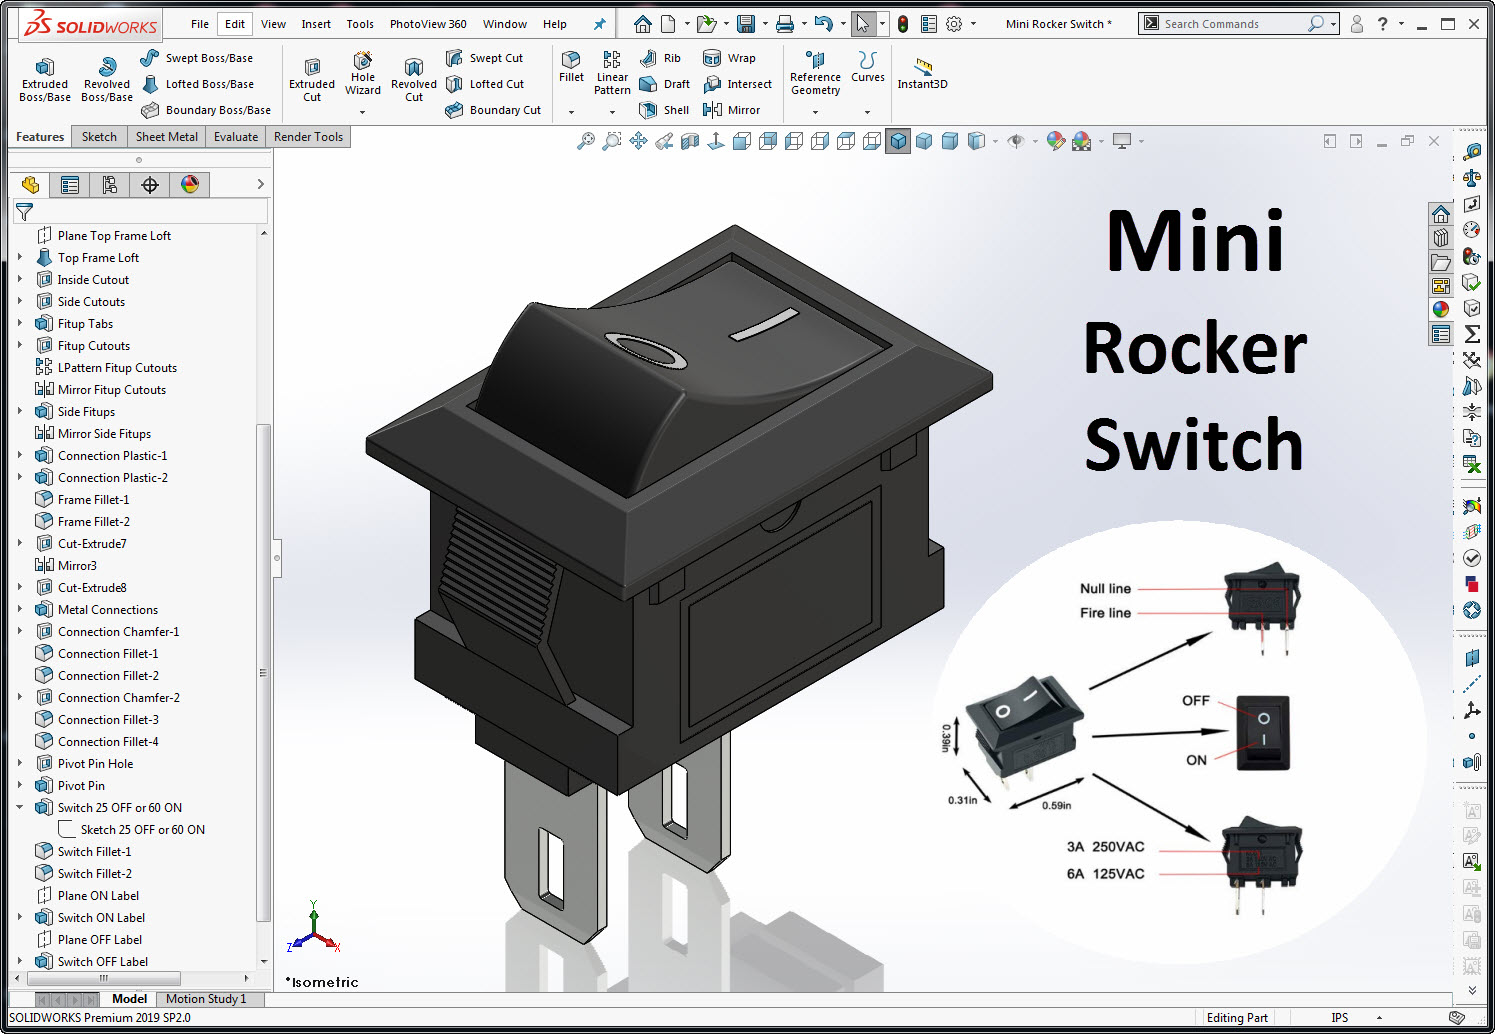 SOLIDWORKS
File Edit View Insert Tools PhotoView 360 Window Help
Mini Rocker Switch *
Search Commands
Extruded Boss/Base
Revolved Boss/Base
Swept Boss/Base
Lofted Boss/Base
Boundary Boss/Base
Extruded Cut
Hole Wizard
Revolved Cut
Swept Cut
Lofted Cut
Boundary Cut
Fillet
Linear Pattern
Rib
Draft
Shell
Wrap
Intersect
Mirror
Reference Geometry
Curves
Instant3D
Features Sketch Sheet Metal Evaluate Render Tools
Plane Top Frame Loft
Top Frame Loft
Inside Cutout
Side Cutouts
Fitup Tabs
Fitup Cutouts
LPattern Fitup Cutouts
Mirror Fitup Cutouts
Side Fitups
Mirror Side Fitups
Connection Plastic-1
Connection Plastic-2
Frame Fillet-1
Frame Fillet-2
Cut-Extrude7
Mirror3
Cut-Extrude8
Metal Connections
Connection Chamfer-1
Connection Fillet-1
Connection Fillet-2
Connection Chamfer-2
Connection Fillet-3
Connection Fillet-4
Pivot Pin Hole
Pivot Pin
Switch 25 OFF or 60 ON
Sketch 25 OFF or 60 ON
Switch Fillet-1
Switch Fillet-2
Plane ON Label
Switch ON Label
Plane OFF Label
Switch OFF Label
Mini
Rocker
Switch
Null line
Fire line
OFF
ON
0.39in
0.31in
0.59in
3A 250VAC
6A 125VAC
Y
Z
X
*Isometric
Model Motion Study 1
SOLIDWORKS Premium 2019 SP2.0
Editing Part
IPS